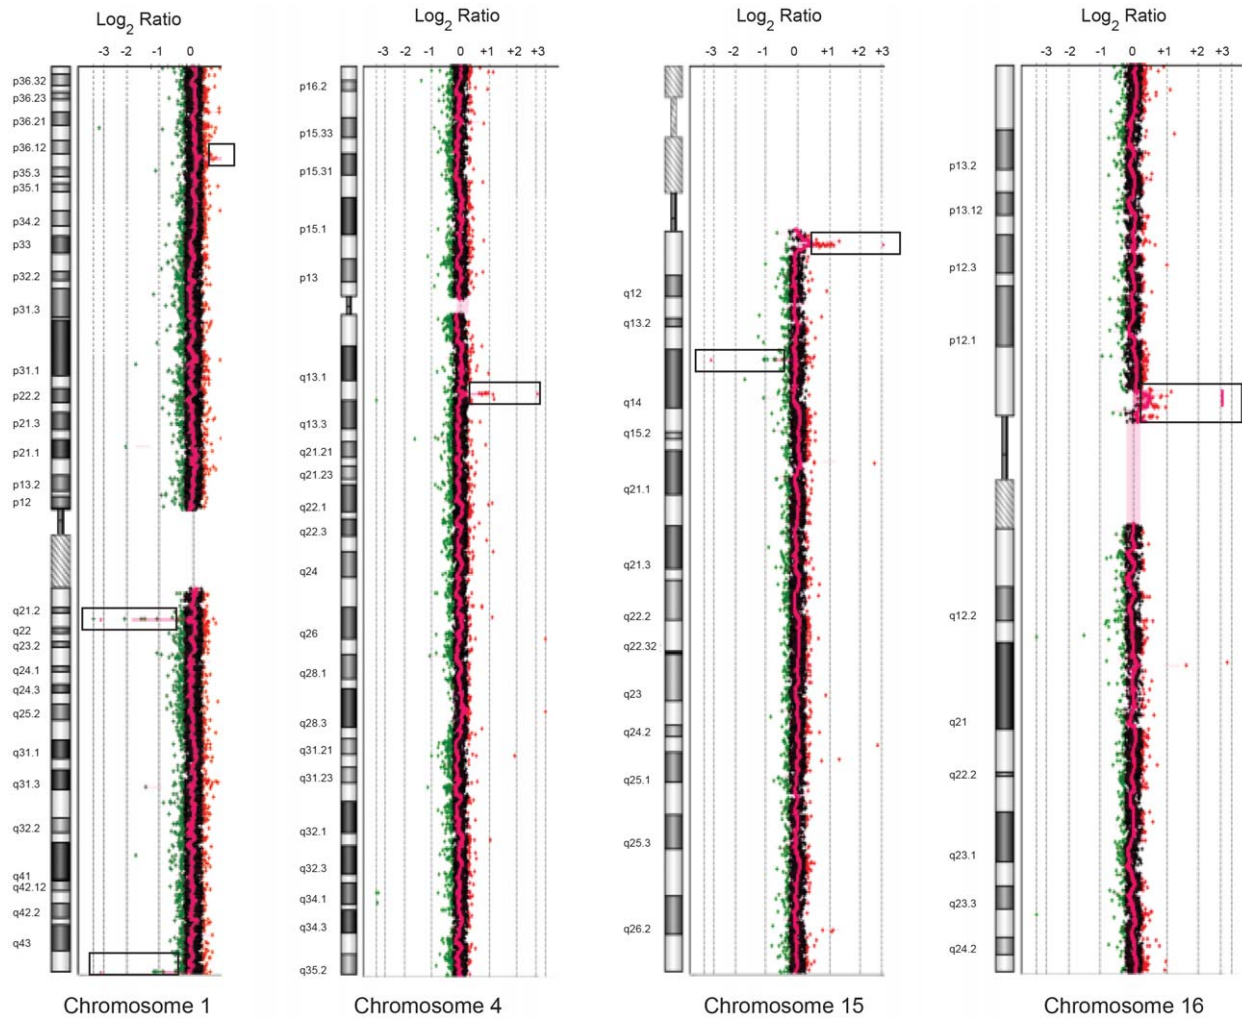 Log2 Ratio
-3 -2 -1 0
p36.32
p36.23
p36.21
p36.12
p35.3
p35.1
p34.2
p33
p32.2
p31.3
p31.1
p22.2
p21.3
p21.1
p13.2
p12
q21.2
q22
q23.2
q24.1
q24.3
q25.2
q31.1
q31.3
q32.2
q41
q42.12
q42.2
q43
Chromosome 1
Log2 Ratio
-3 -2 -1 0 +1 +2 +3
p16.2
p15.33
p15.31
p15.1
p13
q13.1
q13.3
q21.21
q21.23
q22.1
q22.3
q24
q26
q28.1
q28.3
q31.21
q31.23
q32.1
q32.3
q34.1
q34.3
q35.2
Chromosome 4
Log2 Ratio
-3 -2 -1 0 +1 +2 +3
q12
q13.2
q14
q15.2
q21.1
q21.3
q22.2
q22.32
q23
q24.2
q25.1
q25.3
q26.2
Chromosome 15
Log2 Ratio
-3 -2 -1 0 +1 +2 +3
p13.2
p13.12
p12.3
p12.1
q12.2
q21
q22.2
q23.1
q23.3
q24.2
Chromosome 16